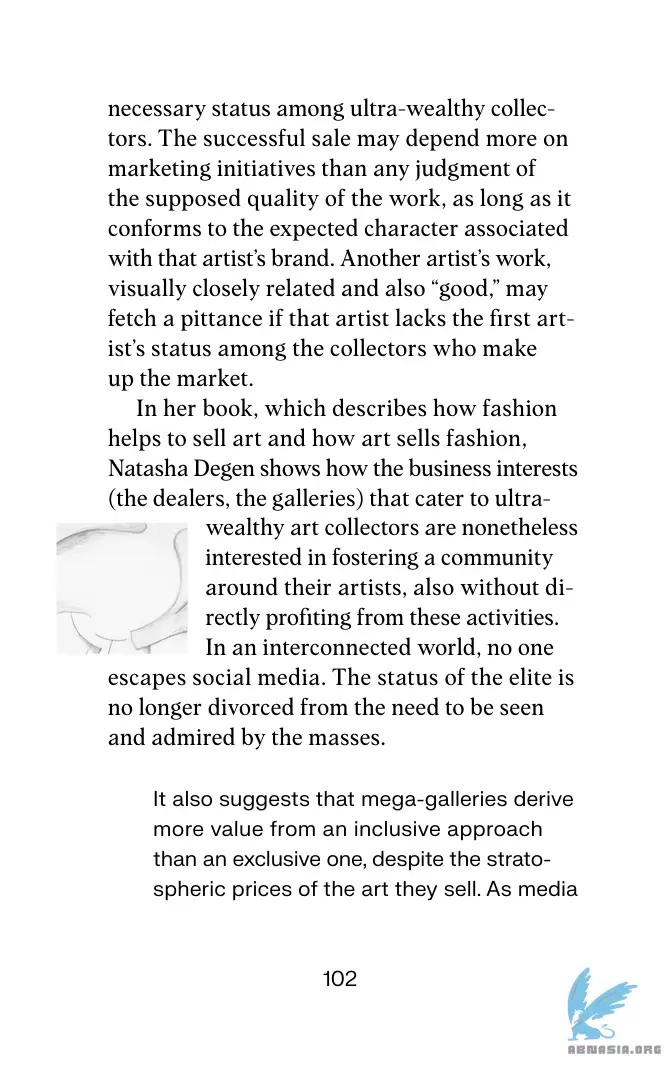 necessary status among ultra-wealthy collec-
tors. The successful sale may depend more on
marketing initiatives than any judgment of
the supposed quality of the work, as long as it
conforms to the expected character associated
with that artist’s brand. Another artist’s work,
visually closely related and also “good,” may
fetch a pittance if that artist lacks the first art-
ist’s status among the collectors who make
up the market.
In her book, which describes how fashion
helps to sell art and how art sells fashion,
Natasha Degen shows how the business interests
(the dealers, the galleries) that cater to ultra-
wealthy art collectors are nonetheless
interested in fostering a community
around their artists, also without di-
rectly profiting from these activities.
In an interconnected world, no one
escapes social media. The status of the elite is
no longer divorced from the need to be seen
and admired by the masses.
It also suggests that mega-galleries derive
more value from an inclusive approach
than an exclusive one, despite the strato-
spheric prices of the art they sell. As media
102
ABNASIA.ORG